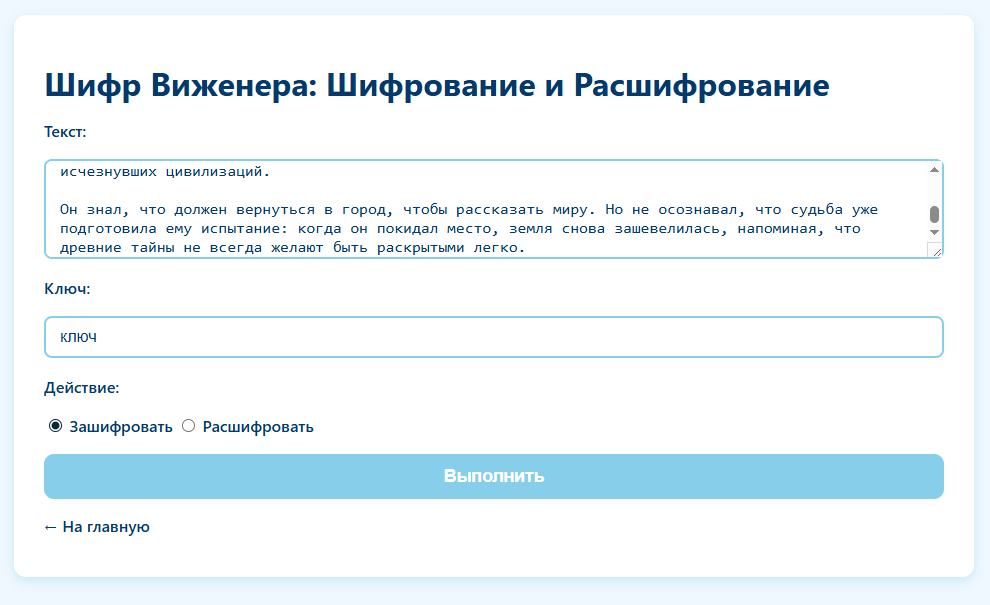 Шифр Виженера: Шифрование и Расшифрование
Текст:
исчезнувших цивилизаций.
Он знал, что должен вернуться в город, чтобы рассказать миру. Но не осознавал, что судьба уже
подготовила ему испытание: когда он покидал место, земля снова зашевелилась, напоминая, что
древние тайны не всегда желают быть раскрытыми легко.
Ключ:
ключ
Действие:
Зашифровать Расшифровать
Выполнить
← На главную